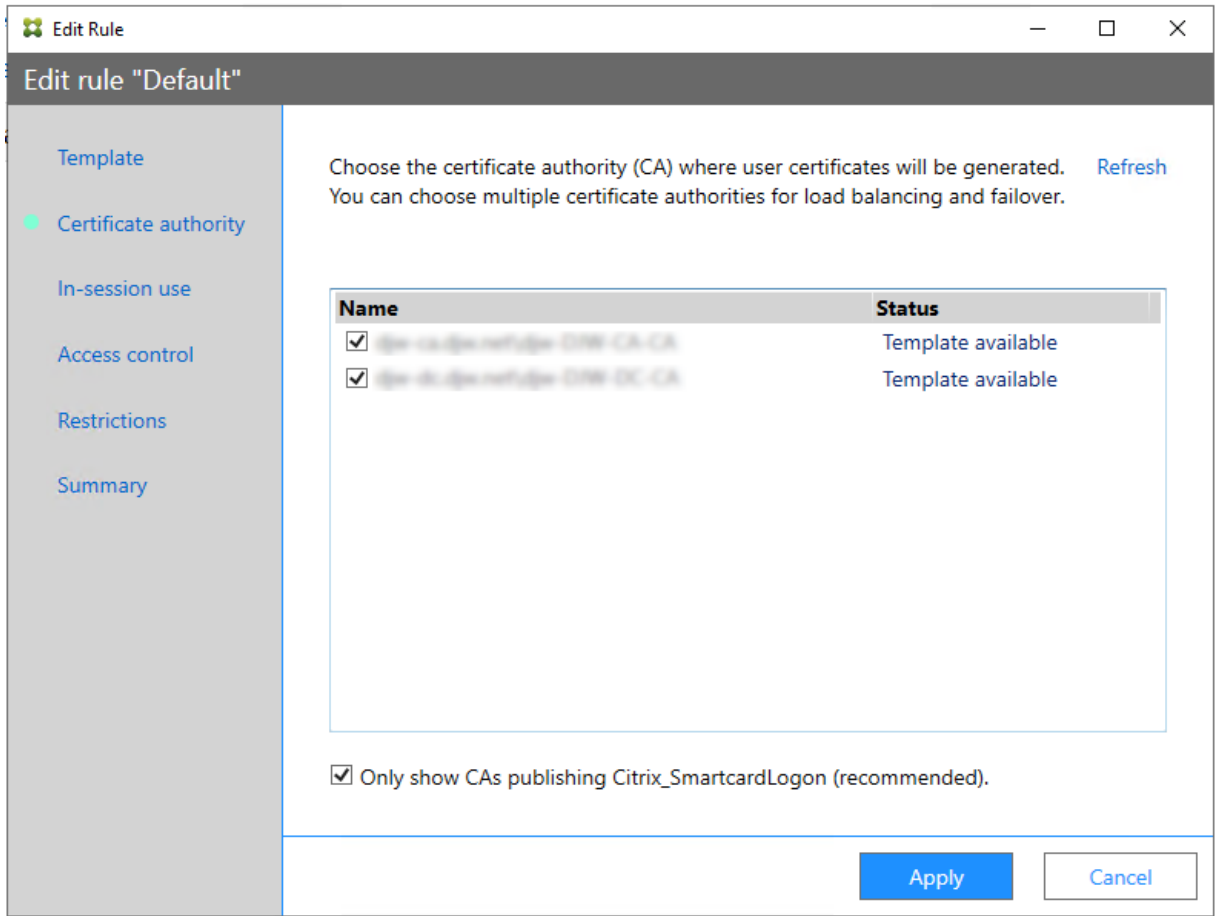 Edit Rule
Edit rule "Default"
Template
Certificate authority
In-session use
Access control
Restrictions
Summary
Choose the certificate authority (CA) where user certificates will be generated.
You can choose multiple certificate authorities for load balancing and failover.
Refresh
Name Status
Template available
Template available
Only show CAs publishing Citrix_SmartcardLogon (recommended).
Apply Cancel